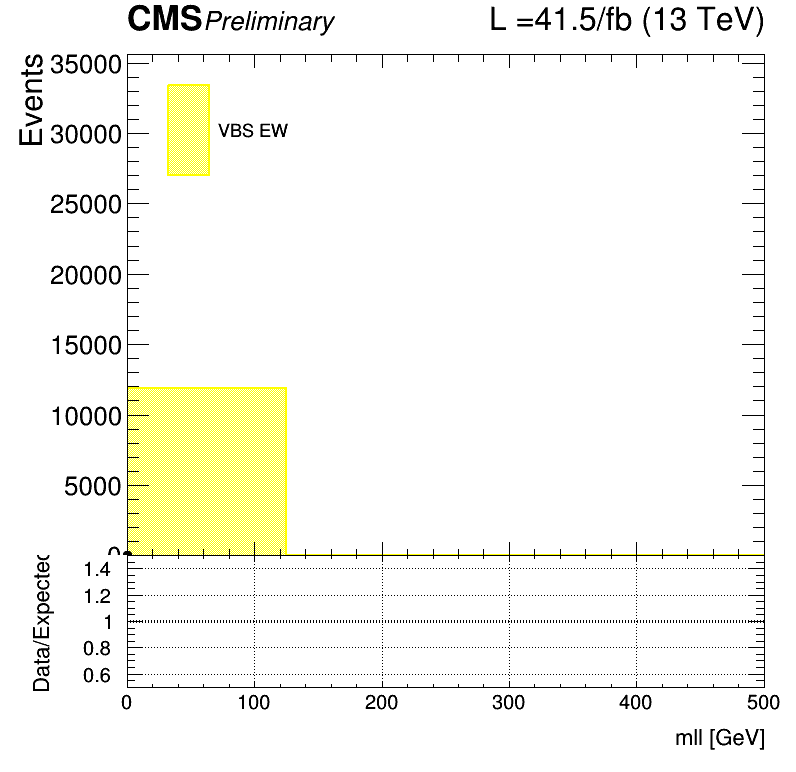 CMS Preliminary L =41.5/fb (13 TeV)
Events
35000
30000
25000
20000
15000
10000
5000
0
VBS EW
Data/Expected
1.4
1.2
1
0.8
0.6
0 100 200 300 400 500
mll [GeV]